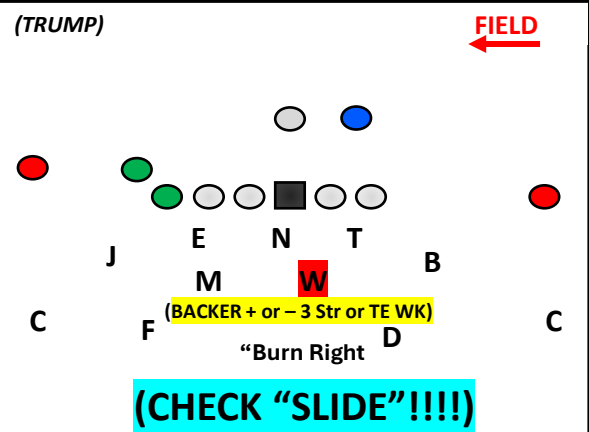 (TRUMP) FIELD
E N T
J B
M W
(BACKER + or – 3 Str or TE WK)
C F D C
“Burn Right
(CHECK “SLIDE”!!!!)